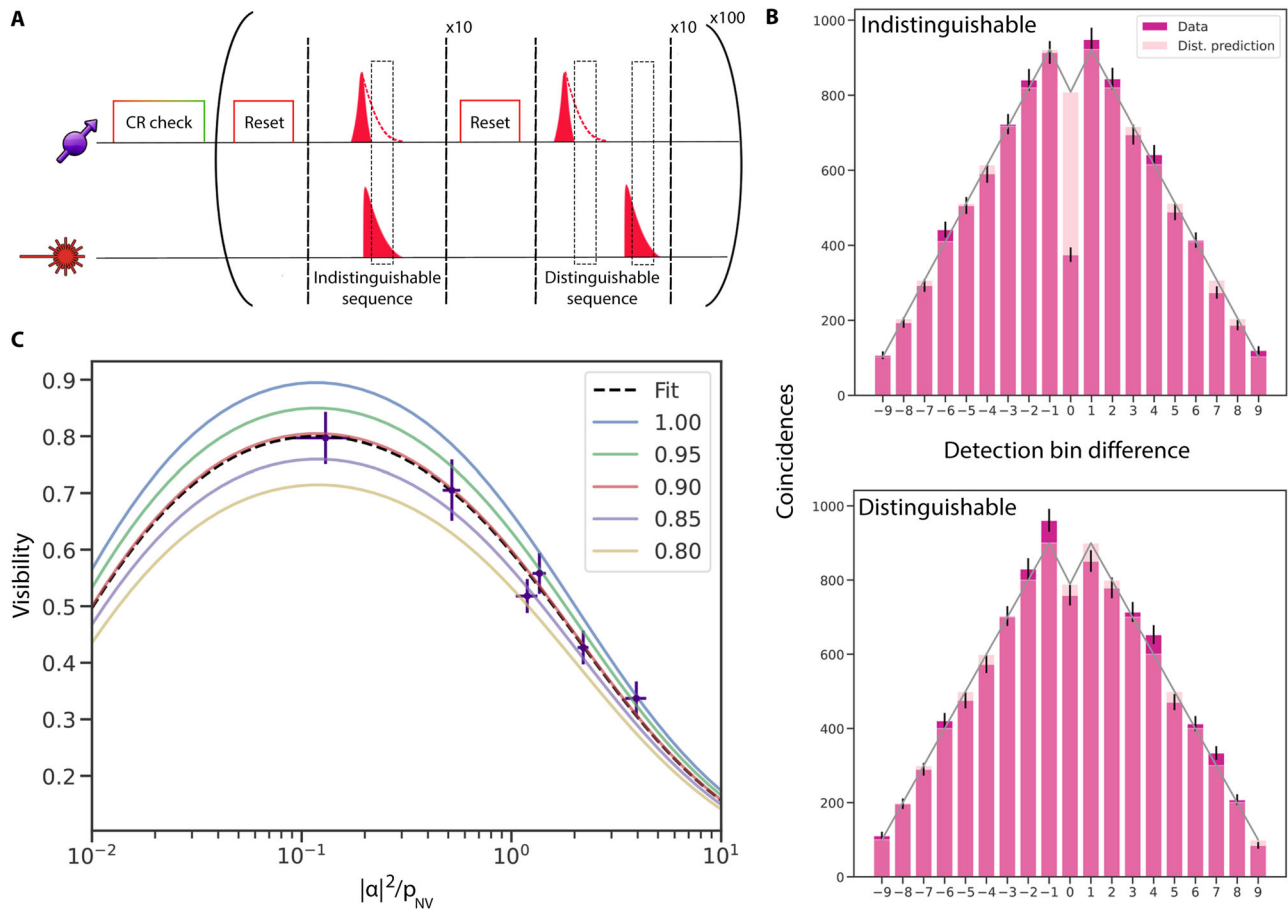 A
x10
x10
x100
CR check
Reset
Reset
Indistinguishable
sequence
Distinguishable
sequence
B
Indistinguishable
Data
Dist. prediction
1000
800
600
400
200
0
−9 −8 −7 −6 −5 −4 −3 −2 −1 0 1 2 3 4 5 6 7 8 9
Detection bin difference
Coincidences
Distinguishable
1000
800
600
400
200
0
−9 −8 −7 −6 −5 −4 −3 −2 −1 0 1 2 3 4 5 6 7 8 9
C
Visibility
0.9
0.8
0.7
0.6
0.5
0.4
0.3
0.2
Fit
1.00
0.95
0.90
0.85
0.80
10⁻² 10⁻¹ 10⁰ 10¹
|α|²/p_NV